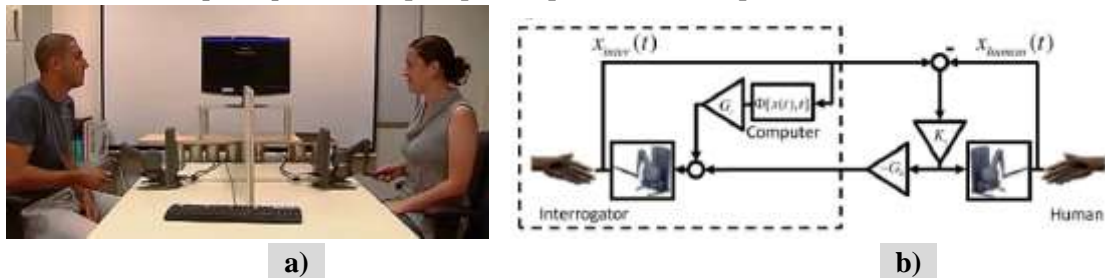 x_inter(t)
x_human(t)
Φ[x(t),t]
Computer
Interrogator
Human
a)
b)